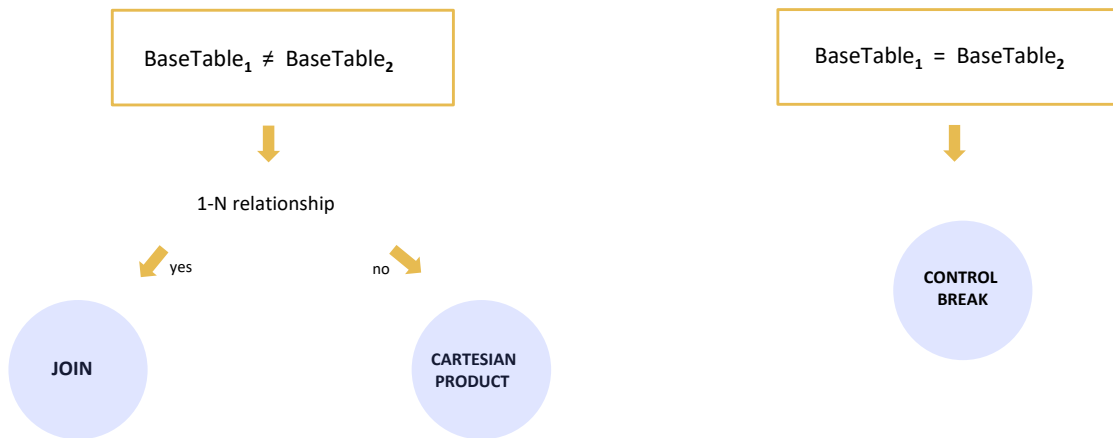 BaseTable₁ ≠ BaseTable₂
BaseTable₁ = BaseTable₂
1-N relationship
yes
no
JOIN
CARTESIAN
PRODUCT
CONTROL
BREAK